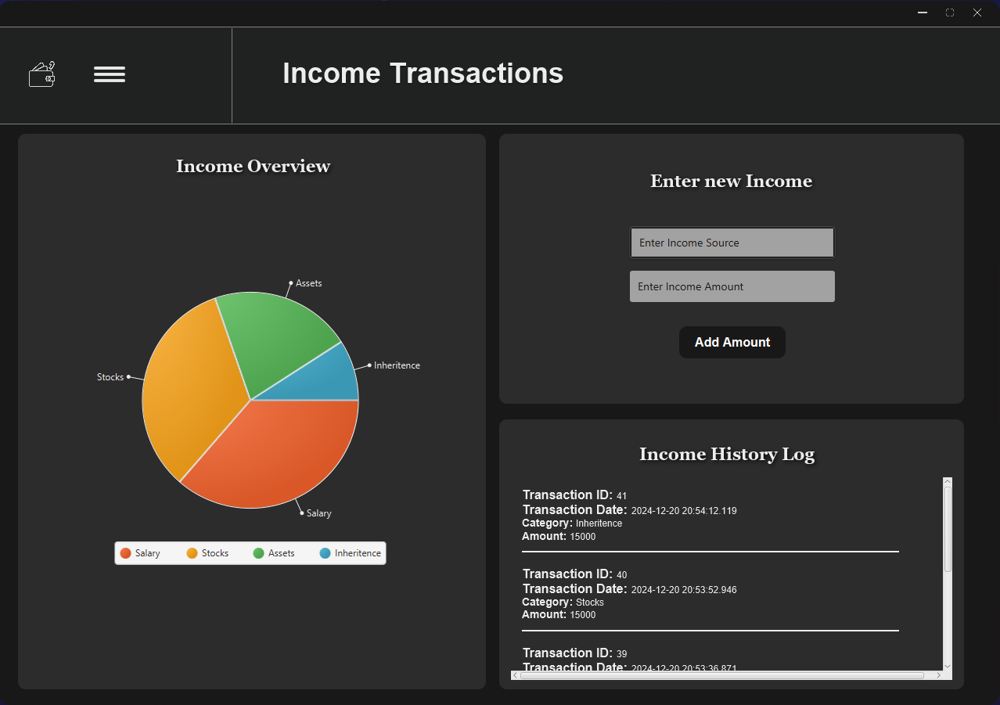 Income Transactions
Income Overview
Assets
Inheritence
Stocks
Salary
Salary Stocks Assets Inheritence
Enter new Income
Enter Income Source
Enter Income Amount
Add Amount
Income History Log
Transaction ID: 41
Transaction Date: 2024-12-20 20:54:12.119
Category: Inheritence
Amount: 15000
Transaction ID: 40
Transaction Date: 2024-12-20 20:53:52.946
Category: Stocks
Amount: 15000
Transaction ID: 39
Transaction Date: 2024-12-20 20:53:36.871